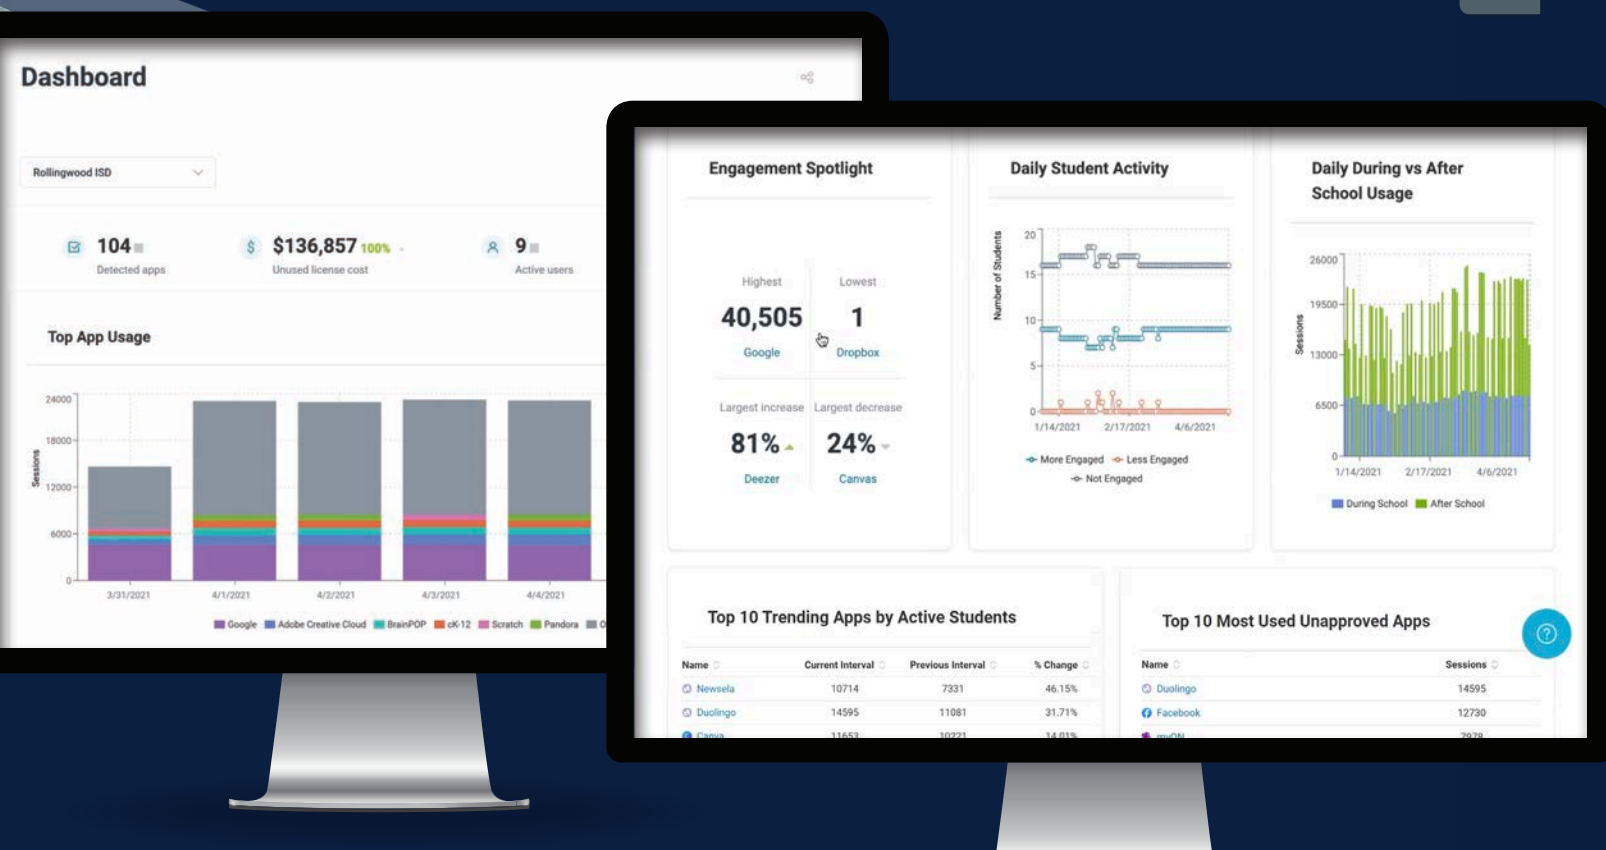 Dashboard
Rollingwood ISD
104
Detected apps
$136,857 100%
Unused license cost
9
Active users
Top App Usage
Sessions
24000
18000
12000
6000
0
3/31/2021
4/1/2021
4/2/2021
4/3/2021
4/4/2021
Google
Adobe Creative Cloud
BrainPOP
cK-12
Scratch
Pandora
Engagement Spotlight
Highest
40,505
Google
Lowest
1
Dropbox
Largest increase
81%
Deezer
Largest decrease
24%
Canvas
Daily Student Activity
Number of Students
20
15
10
5
0
1/14/2021
2/17/2021
4/6/2021
More Engaged
Less Engaged
Not Engaged
Daily During vs After
School Usage
Sessions
26000
19500
13000
6500
0
1/14/2021
2/17/2021
4/6/2021
During School
After School
Top 10 Trending Apps by Active Students
Name Current Interval Previous Interval % Change
Newsela 10714 7331 46.15%
Duolingo 14595 11081 31.71%
Canva 11653 10221 14.01%
Top 10 Most Used Unapproved Apps
Name Sessions
Duolingo 14595
Facebook 12730
myON 7978
?